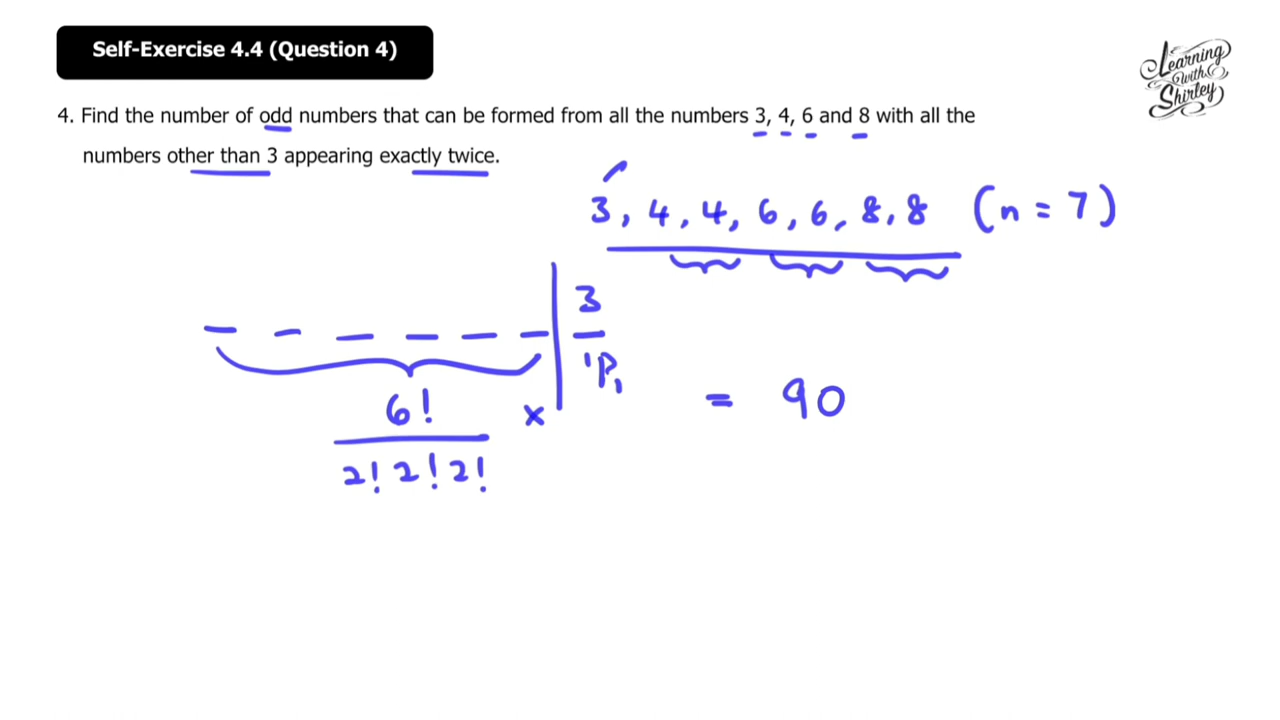 Self-Exercise 4.4 (Question 4)
Learning
with
Shirley
4. Find the number of odd numbers that can be formed from all the numbers 3, 4, 6 and 8 with all the
numbers other than 3 appearing exactly twice.
3, 4, 4, 6, 6, 8, 8 (n = 7)
3
¹P₁
6! ×
2! 2! 2!
= 90